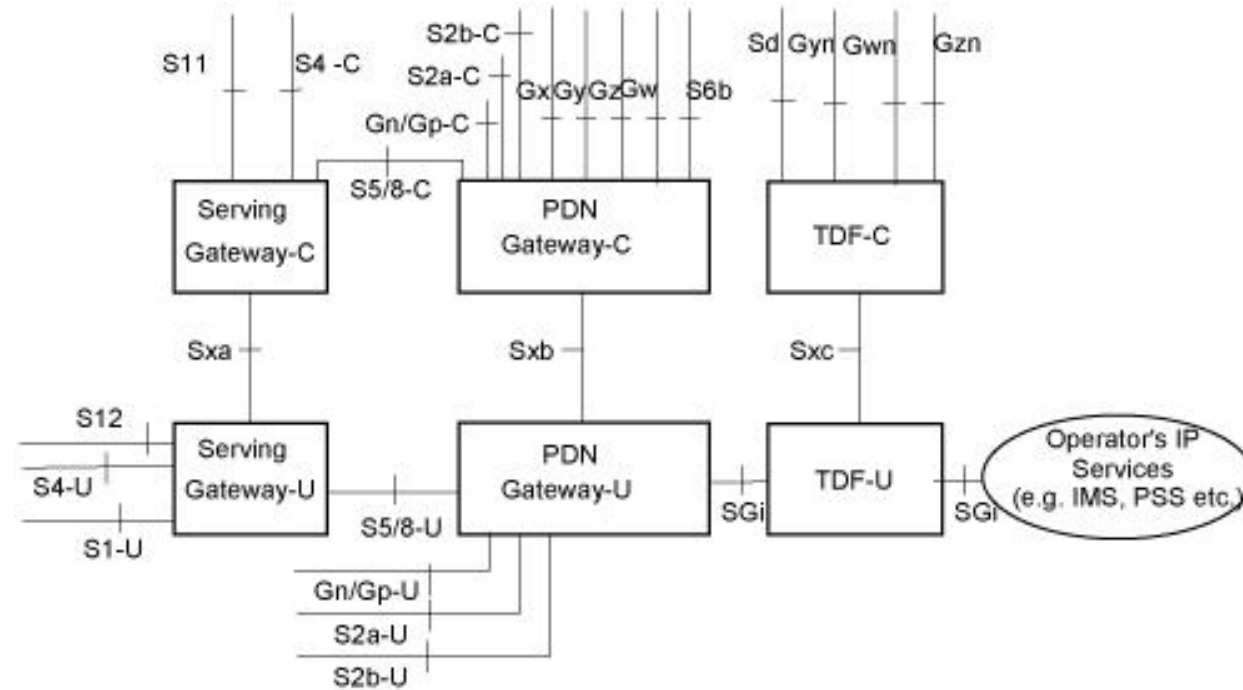 S11
S4 -C
S2b-C
S2a-C
Gn/Gp-C
Gx
Gy
Gz
Gw
S6b
Sd
Gyn
Gwn
Gzn
S5/8-C
Serving
Gateway-C
PDN
Gateway-C
TDF-C
Sxa
Sxb
Sxc
S12
S4-U
S1-U
Serving
Gateway-U
S5/8-U
PDN
Gateway-U
SGi
TDF-U
SGi
Operator's IP
Services
(e.g. IMS, PSS etc.)
Gn/Gp-U
S2a-U
S2b-U